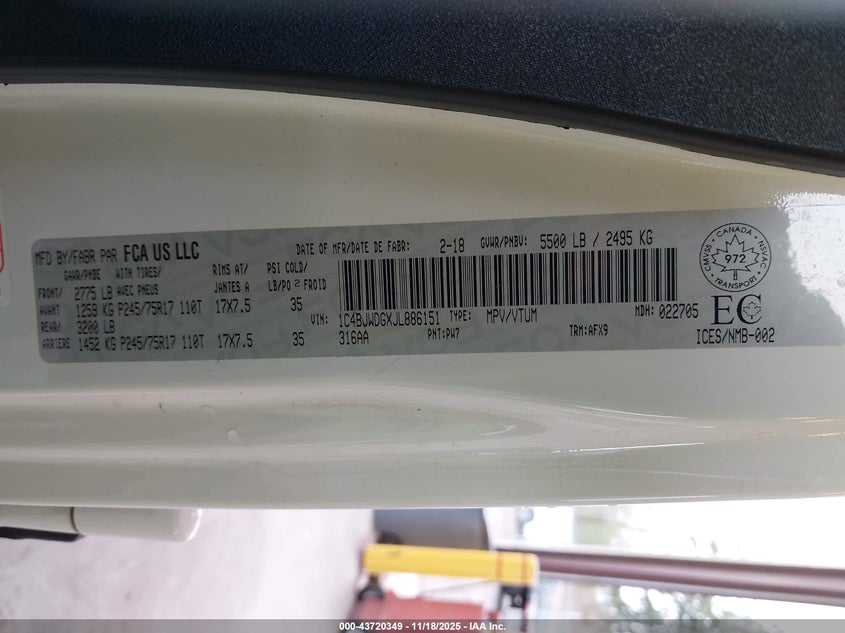 MFD BY/FABR PAR FCA US LLC
DATE OF MFR/DATE DE FABR: 2-18 GVWR/PNBV: 5500 LB / 2495 KG
GAWR/PNBE WITH TIRES/ RIMS AT/ PSI COLD/
FRONT/ 2775 LB AVEC PNEUS JANTES A LB/PO2 FROID
AVANT 1259 KG P245/75R17 110T 17X7.5 35
REAR/ 3200 LB
ARRIERE 1452 KG P245/75R17 110T 17X7.5 35
VIN: 1C4BJWDGXJL886151 TYPE: MPV/VTUM MDH: 022705
316AA PNT:PW7 TRM:AFX9
CMVSS CANADA NSVAC
972
TRANSPORT
EC
ICES/NMB-002
000-43720349 - 11/18/2025 - IAA Inc.